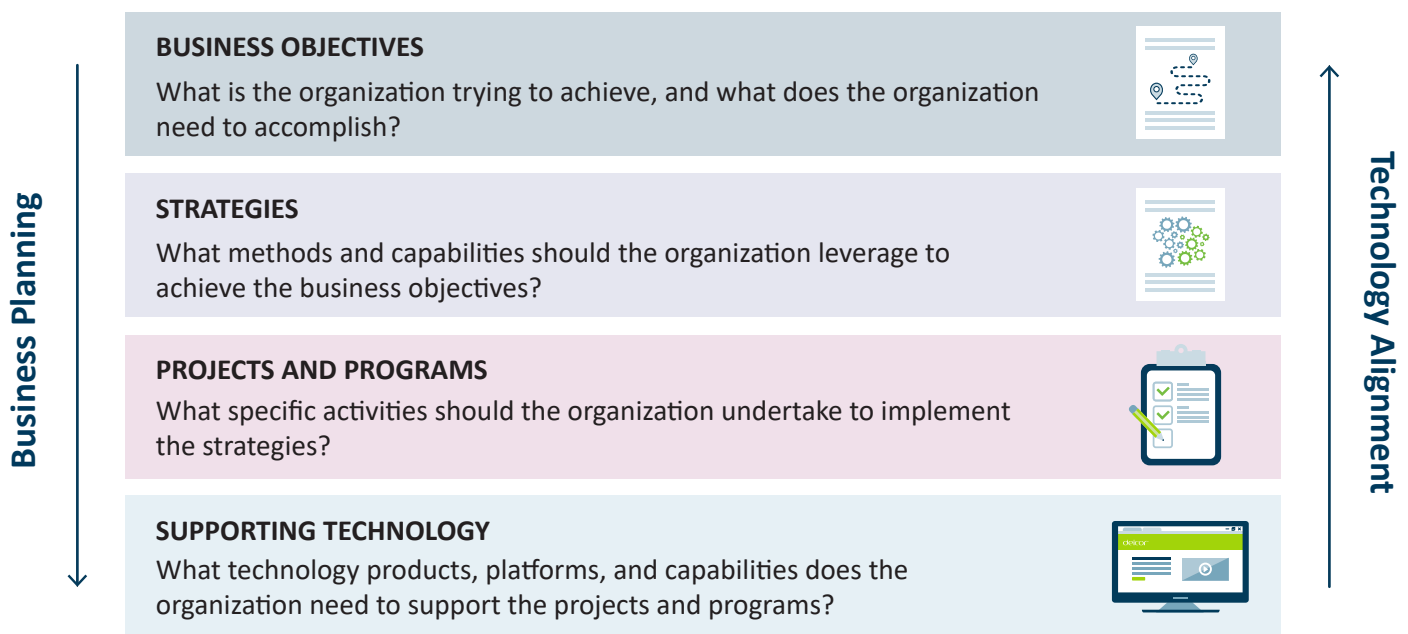 BUSINESS OBJECTIVES
What is the organization trying to achieve, and what does the organization
need to accomplish?
STRATEGIES
What methods and capabilities should the organization leverage to
achieve the business objectives?
PROJECTS AND PROGRAMS
What specific activities should the organization undertake to implement
the strategies?
SUPPORTING TECHNOLOGY
What technology products, platforms, and capabilities does the
organization need to support the projects and programs?
delcor
Business Planning
Technology Alignment